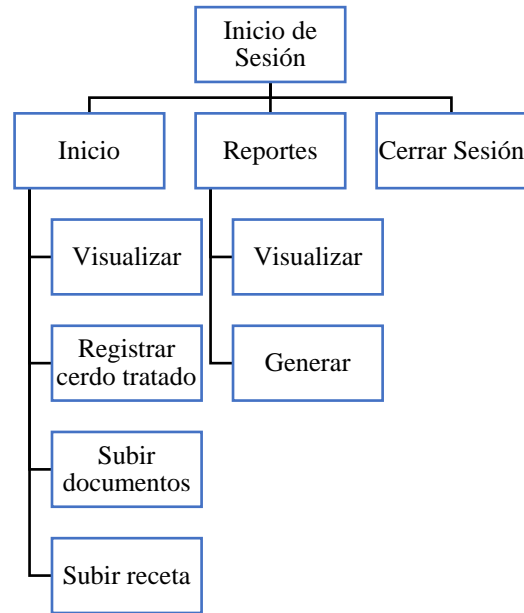 Inicio de
Sesión
Inicio
Reportes
Cerrar Sesión
Visualizar
Visualizar
Registrar
cerdo tratado
Generar
Subir
documentos
Subir receta